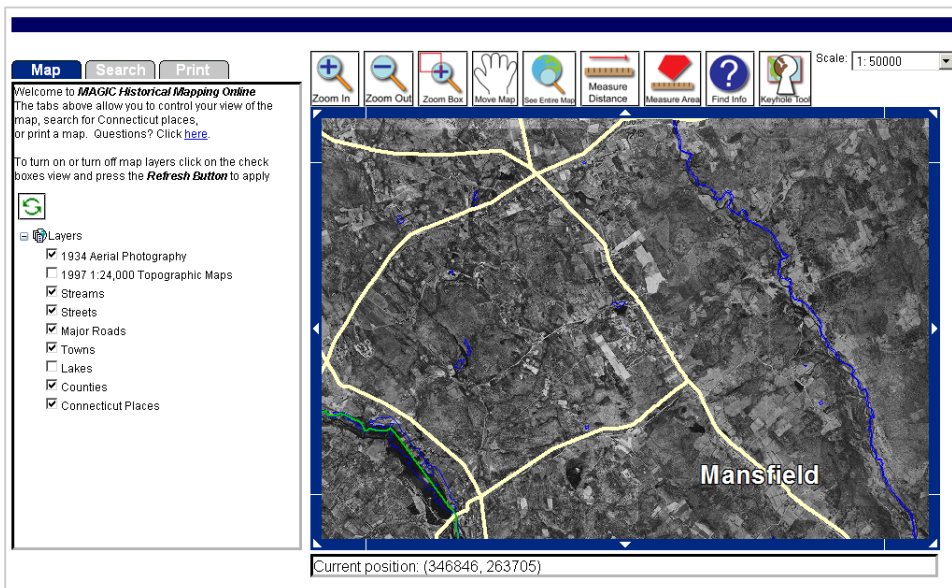 Map Search Print
Welcome to MAGIC Historical Mapping Online
The tabs above allow you to control your view of the
map, search for Connecticut places,
or print a map. Questions? Click here.
To turn on or turn off map layers click on the check
boxes view and press the Refresh Button to apply
Layers
1934 Aerial Photography
1997 1:24,000 Topographic Maps
Streams
Streets
Major Roads
Towns
Lakes
Counties
Connecticut Places
Zoom In
Zoom Out
Zoom Box
Move Map
See Entire Map
Measure
Distance
Measure Area
?
Find Info
Keyhole Tool
Scale: 1: 50000
Mansfield
Current position: (346846, 263705)